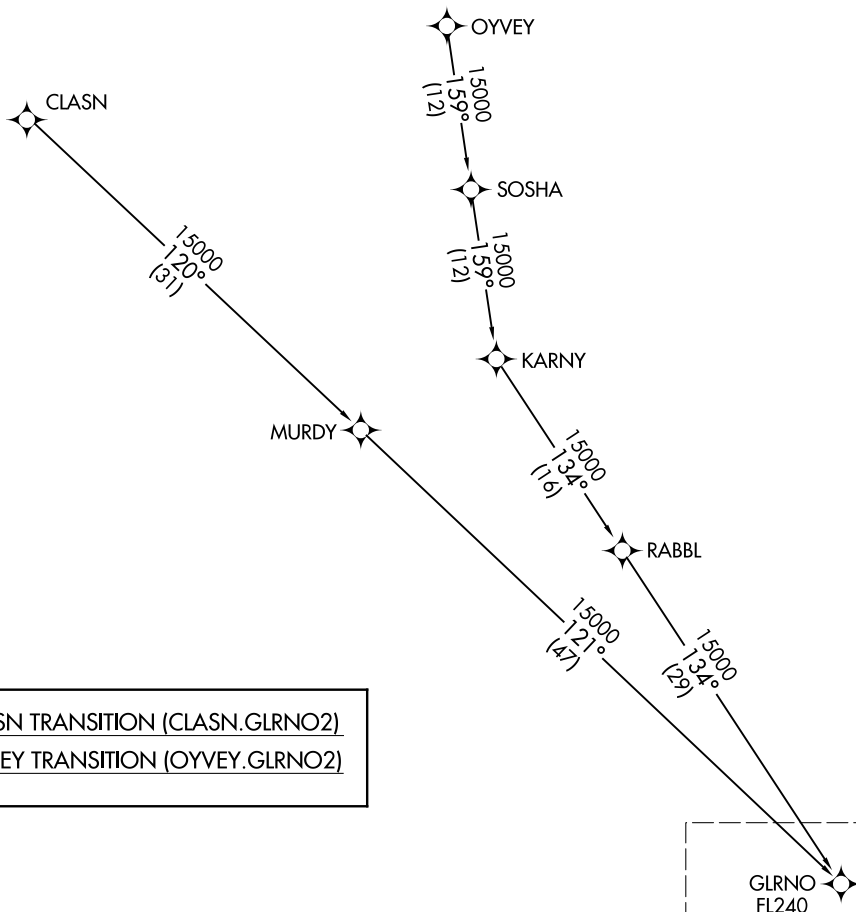 OYVEY
CLASN
15000
159°
(12)
SOSHA
15000
120°
(31)
15000
159°
(12)
KARNY
MURDY
15000
134°
(16)
RABBL
15000
121°
(47)
15000
134°
(29)
SN TRANSITION (CLASN.GLRNO2)
EY TRANSITION (OYVEY.GLRNO2)
GLRNO
FL240